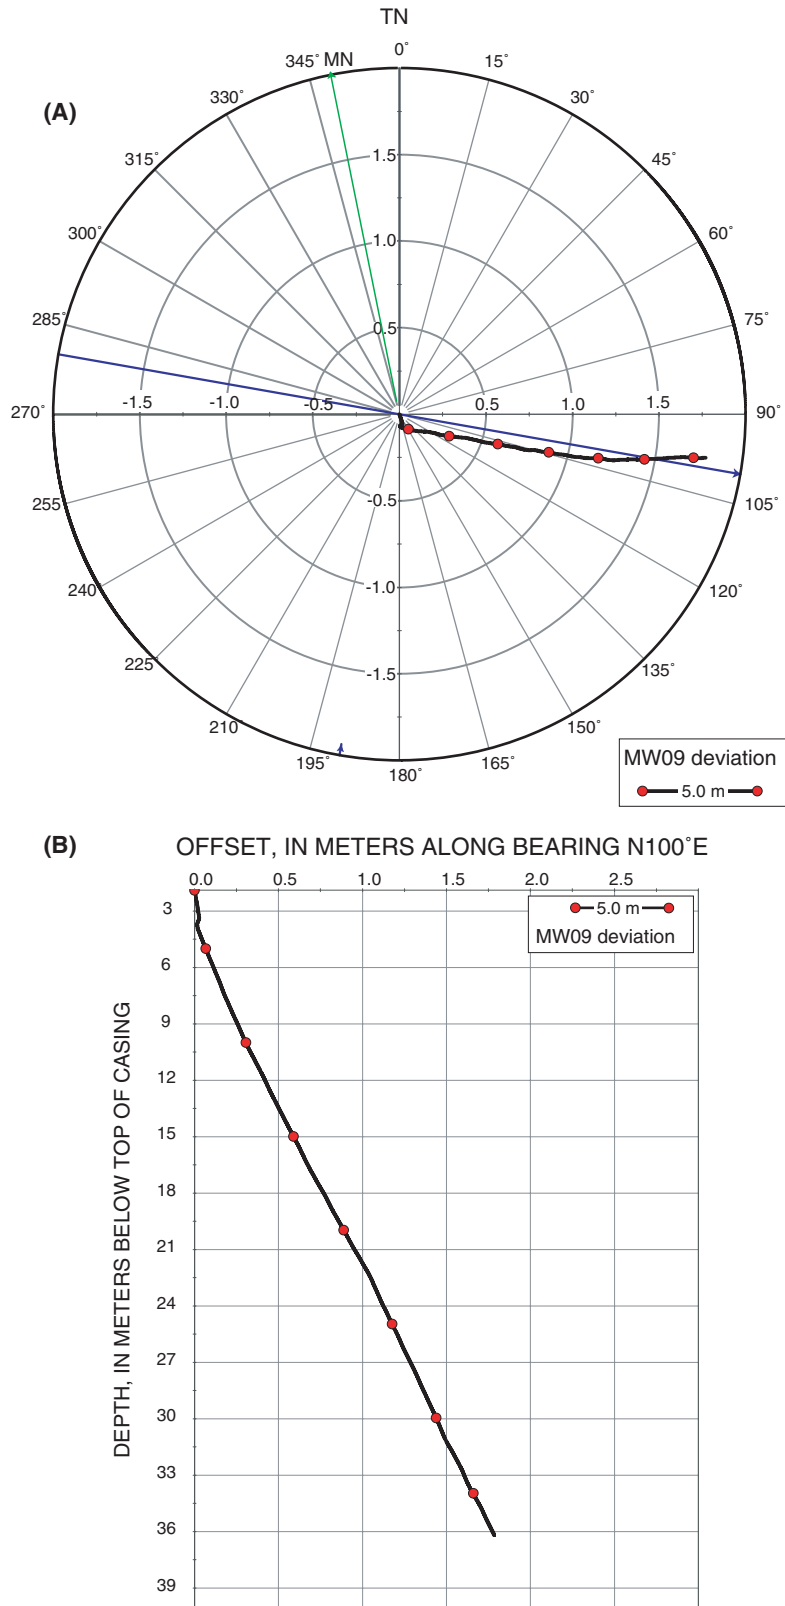 TN
345° MN 0° 15°
(A)
330° 30°
315° 45°
1.5
300° 60°
1.0
285° 75°
0.5
270° -1.5 -1.0 -0.5 0.5 1.0 1.5 90°
-0.5
255° 105°
240° -1.0 120°
225° -1.5 135°
210° 150°
195° 180° 165°
MW09 deviation
5.0 m
(B) OFFSET, IN METERS ALONG BEARING N100°E
0.0 0.5 1.0 1.5 2.0 2.5
5.0 m
MW09 deviation
DEPTH, IN METERS BELOW TOP OF CASING
3
6
9
12
15
18
21
24
27
30
33
36
39